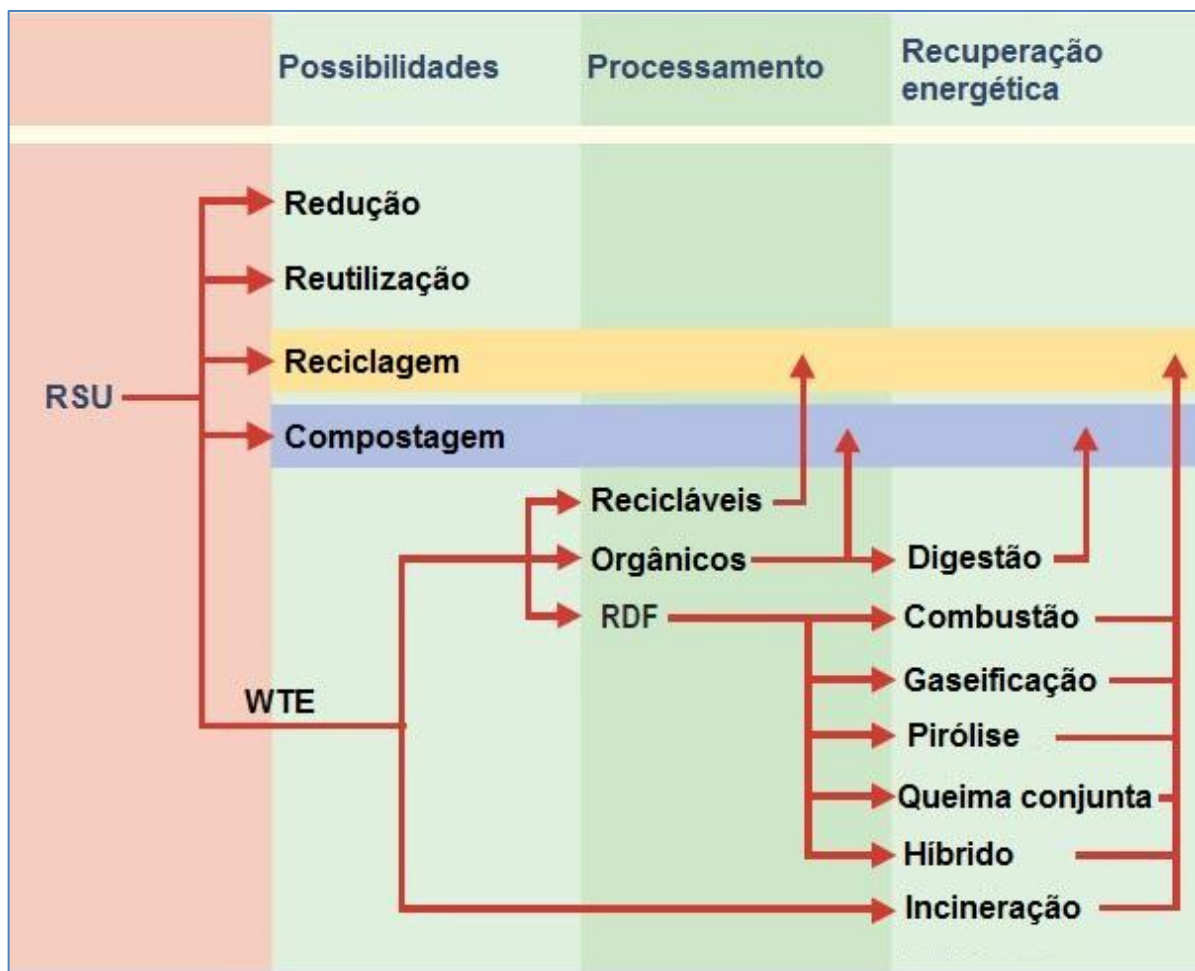 Possibilidades
Processamento
Recuperação
energética
Redução
Reutilização
Reciclagem
RSU
Compostagem
Recicláveis
Orgânicos
Digestão
RDF
Combustão
Gaseificação
WTE
Pirólise
Queima conjunta
Híbrido
Incineração